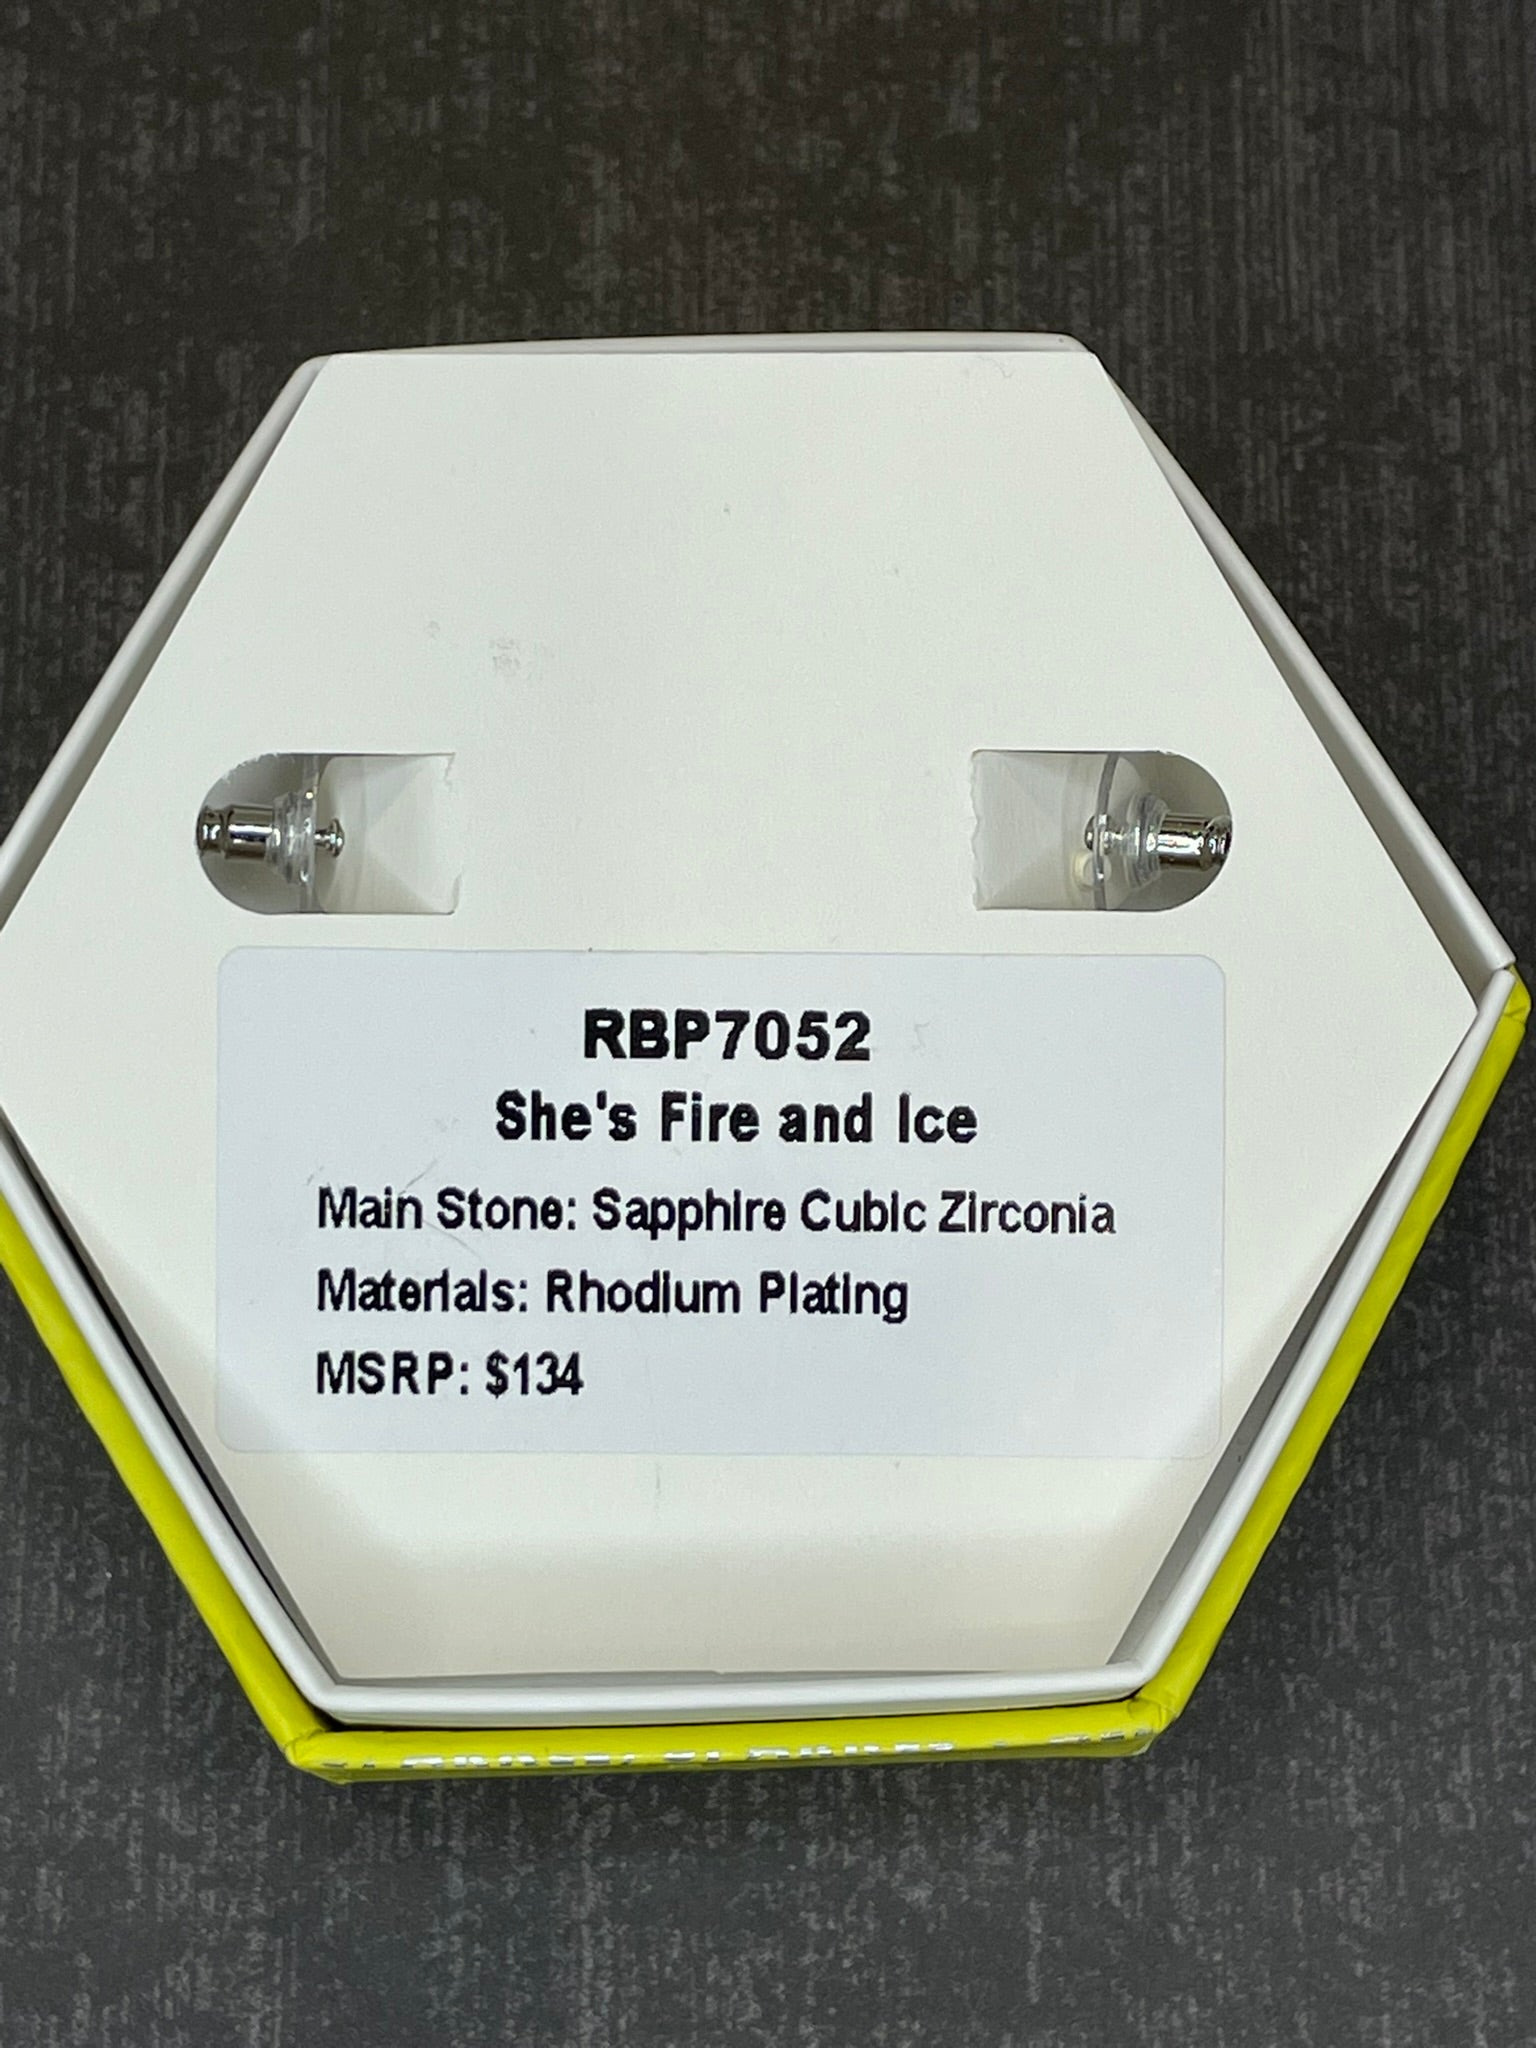 RBP7052
She's Fire and Ice
Main Stone: Sapphire Cubic Zirconia
Materials: Rhodium Plating
MSRP: $134